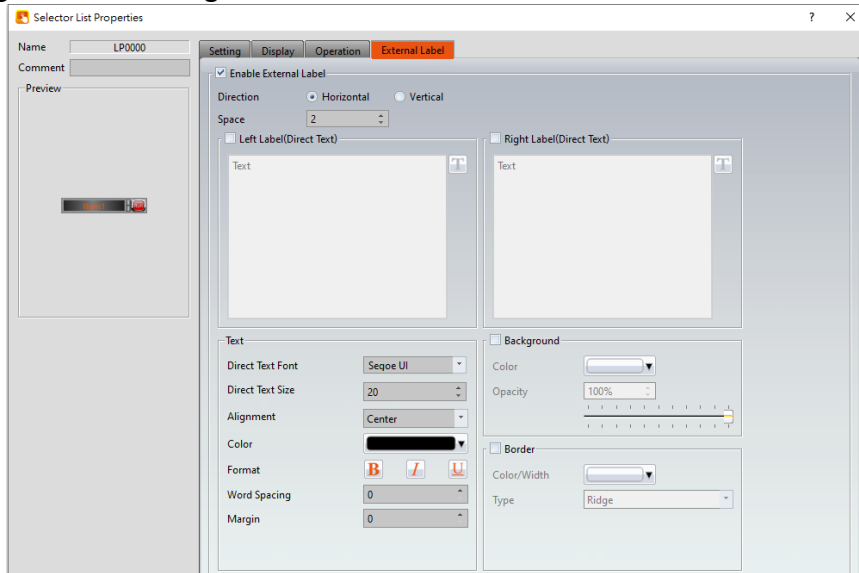 Selector List Properties ? ×
Name LP0000
Comment
Preview
Setting Display Operation External Label
Enable External Label
Direction Horizontal Vertical
Space 2
Left Label(Direct Text) Right Label(Direct Text)
Text T Text T
Text Background
Direct Text Font Segoe UI Color
Direct Text Size 20 Opacity 100%
Alignment Center
Color Border
Format B I U Color/Width
Word Spacing 0 Type Ridge
Margin 0